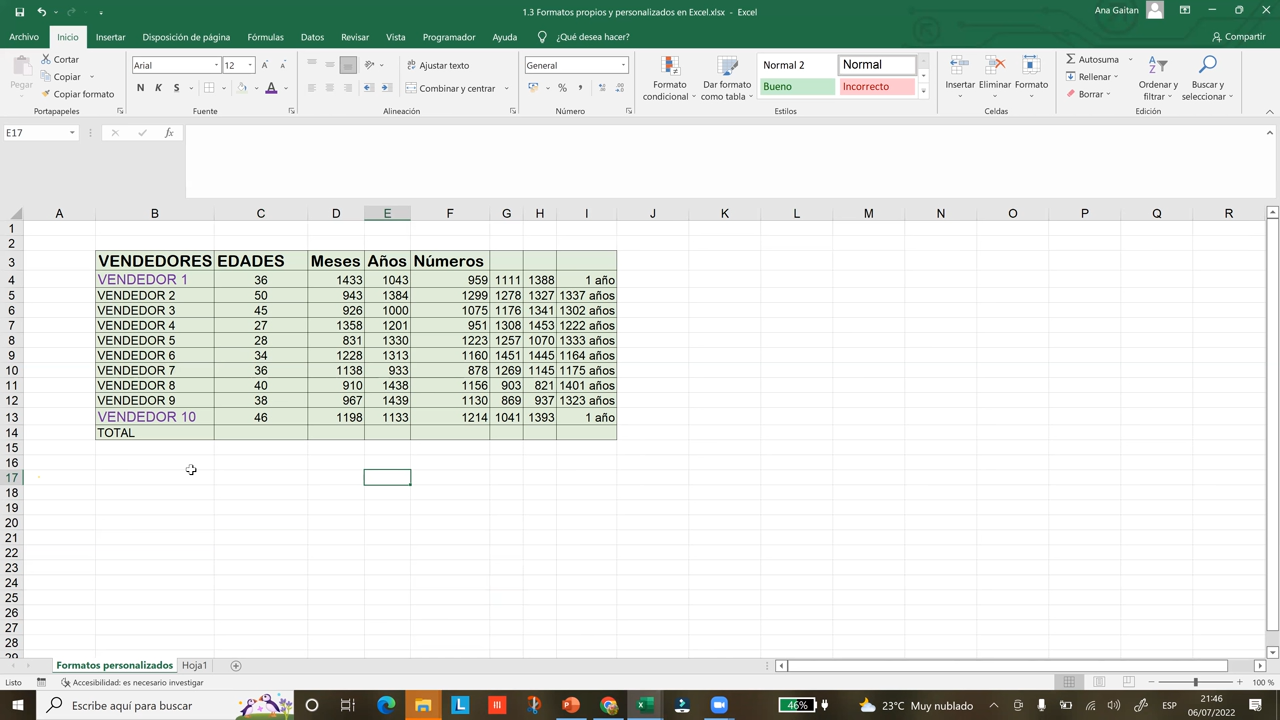 1.3 Formatos propios y personalizados en Excel.xlsx - Excel
Ana Gaitan
Archivo Inicio Insertar Disposición de página Fórmulas Datos Revisar Vista Programador Ayuda ¿Qué desea hacer? Compartir
Pegar
Cortar
Copiar
Copiar formato
Portapapeles
Arial 12
N K S A
Fuente
Ajustar texto
Combinar y centrar
Alineación
General
% ,
Número
Formato condicional
Dar formato como tabla
Normal 2 Normal
Bueno Incorrecto
Estilos
Insertar Eliminar Formato
Celdas
Autosuma
Rellenar
Borrar
Ordenar y filtrar
Buscar y seleccionar
Edición
E17 fx
A B C D E F G H I J K L M N O P Q R
1
2
3 VENDEDORES EDADES Meses Años Números
4 VENDEDOR 1 36 1433 1043 959 1111 1388 1 año
5 VENDEDOR 2 50 943 1384 1299 1278 1327 1337 años
6 VENDEDOR 3 45 926 1000 1075 1176 1341 1302 años
7 VENDEDOR 4 27 1358 1201 951 1308 1453 1222 años
8 VENDEDOR 5 28 831 1330 1223 1257 1070 1333 años
9 VENDEDOR 6 34 1228 1313 1160 1451 1445 1164 años
10 VENDEDOR 7 36 1138 933 878 1269 1145 1175 años
11 VENDEDOR 8 40 910 1438 1156 903 821 1401 años
12 VENDEDOR 9 38 967 1439 1130 869 937 1323 años
13 VENDEDOR 10 46 1198 1133 1214 1041 1393 1 año
14 TOTAL
15
16
17
18
19
20
21
22
23
24
25
26
27
28
29
Formatos personalizados Hoja1
Listo Accesibilidad: es necesario investigar 100 %
Escribe aquí para buscar
46%
23°C Muy nublado
ESP
21:46
06/07/2022